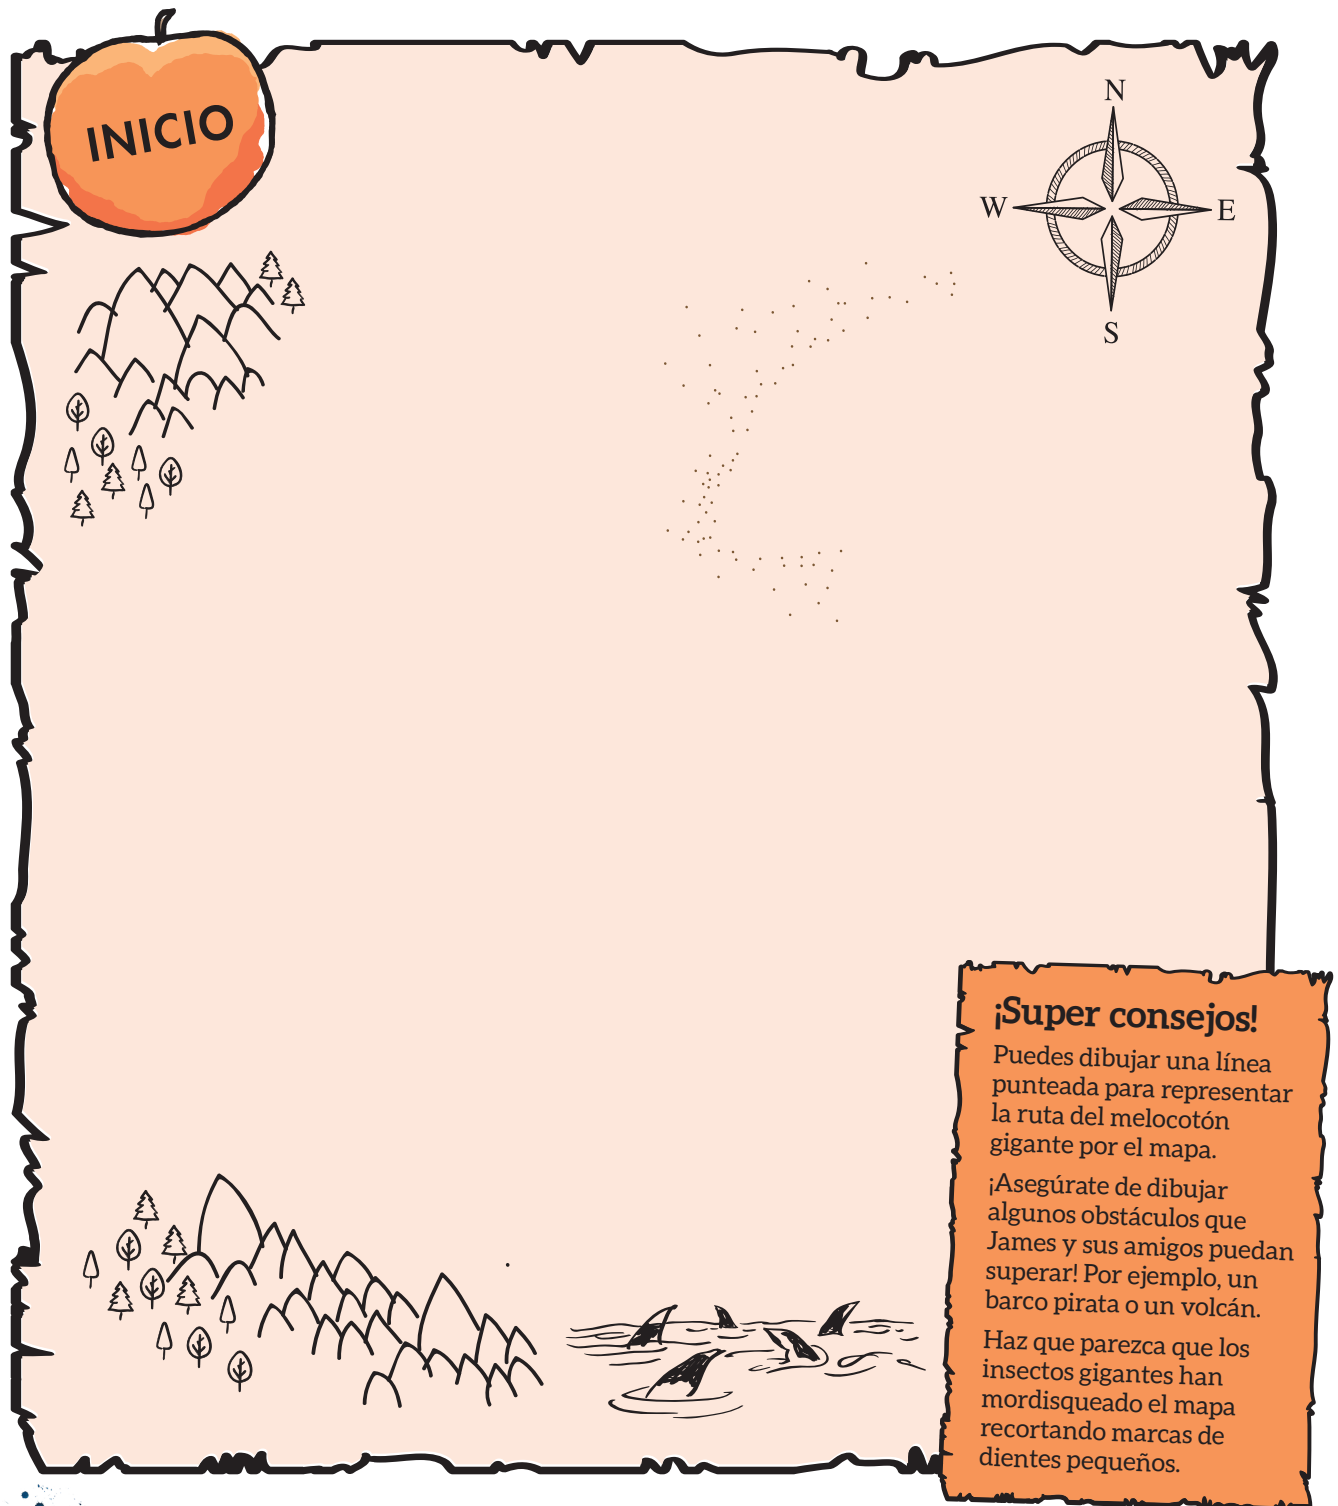 INICIO
N
W E
S
¡Super consejos!
Puedes dibujar una línea
punteada para representar
la ruta del melocotón
gigante por el mapa.
¡Asegúrate de dibujar
algunos obstáculos que
James y sus amigos puedan
superar! Por ejemplo, un
barco pirata o un volcán.
Haz que parezca que los
insectos gigantes han
mordisqueado el mapa
recortando marcas de
dientes pequeños.